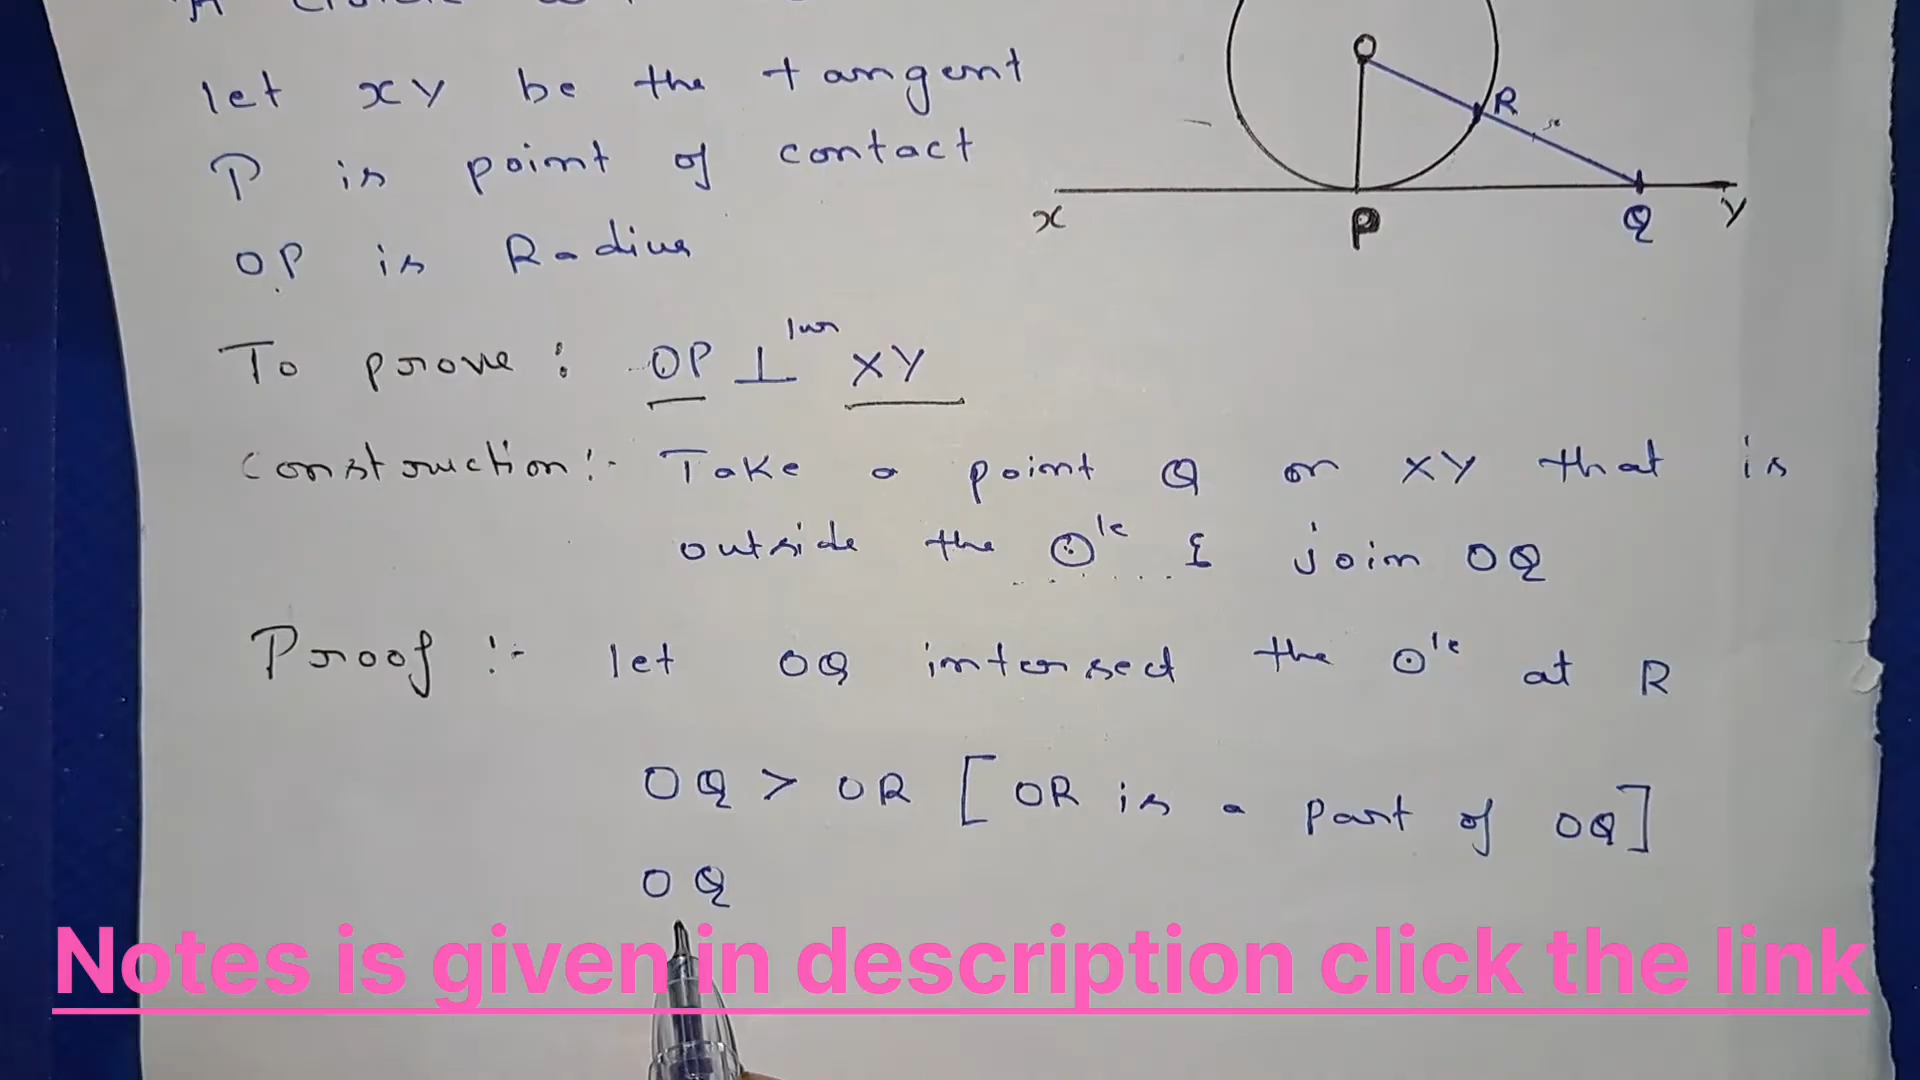 let XY be the tangent
P is point of contact
OP is Radius
O
R
X
P
Q
Y
To prove : OP ⊥lar XY
Construction:- Take a point Q on XY that is
outside the ⊙le & join OQ
Proof :- let OQ intersect the ⊙le at R
OQ > OR [OR is a part of OQ]
OQ
Notes is given in description click the link